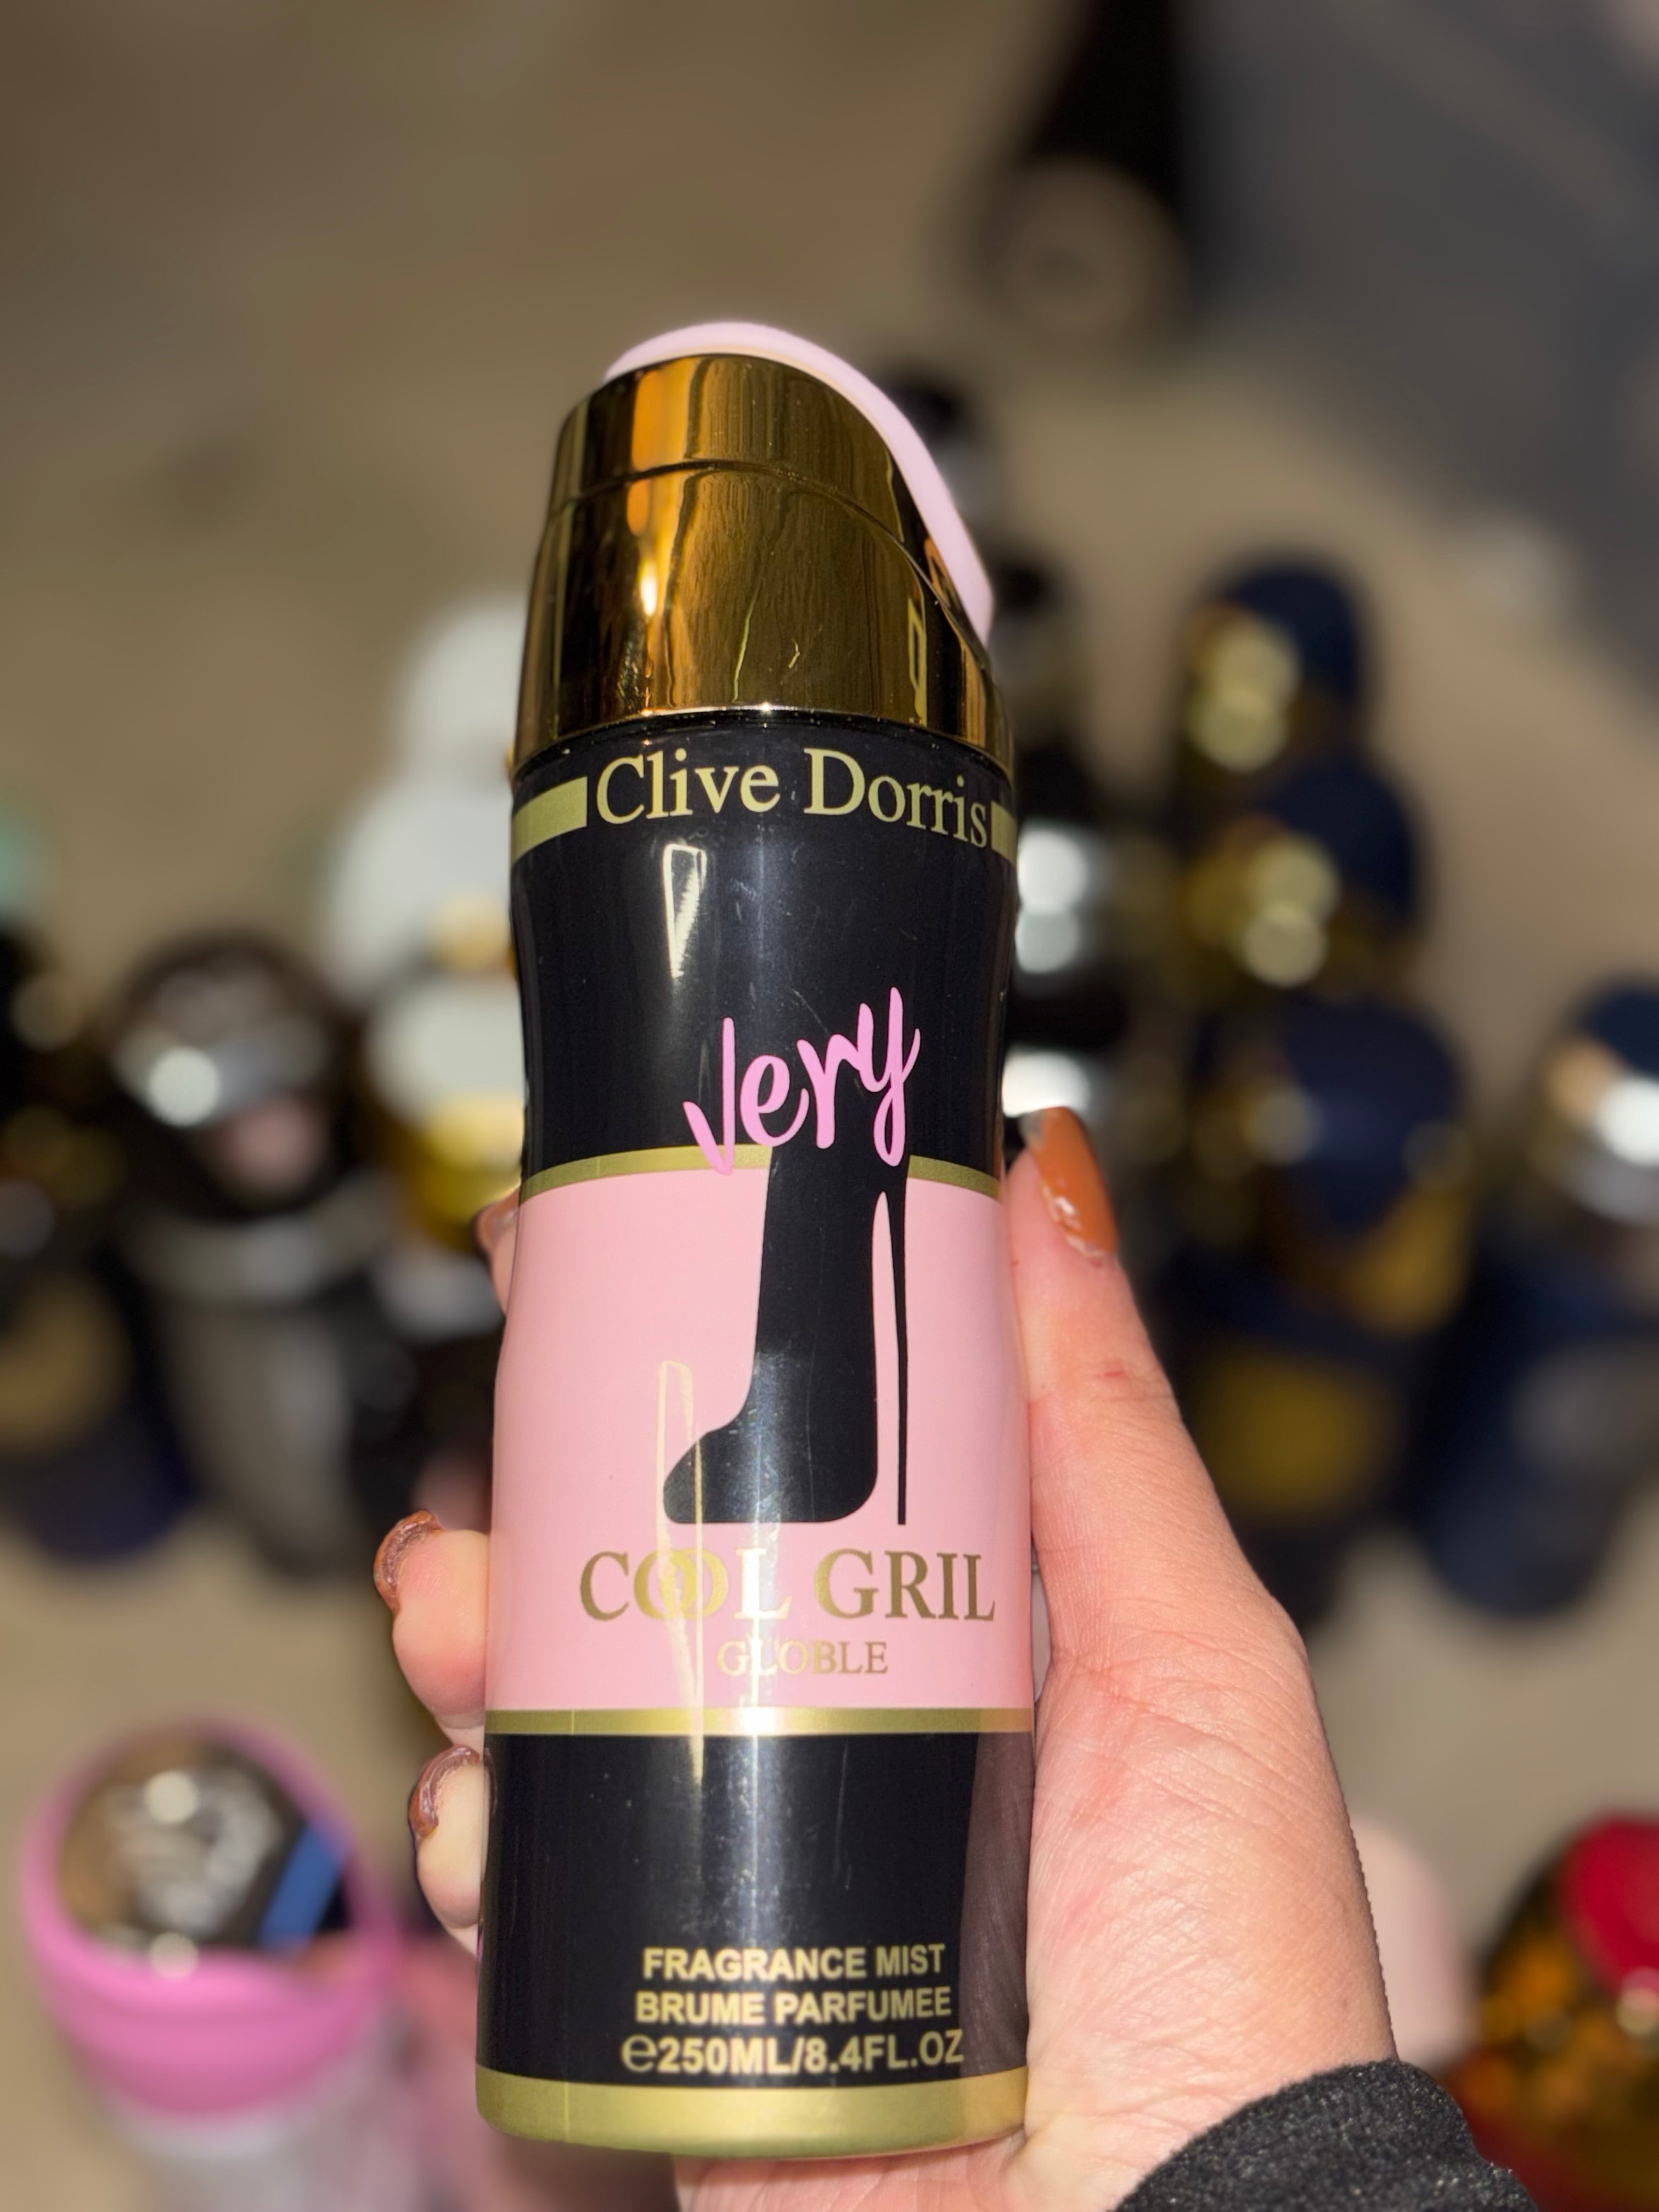 Clive Dorris
Very
COOL GRIL
GLOBLE
FRAGRANCE MIST
BRUME PARFUMEE
℮250ML/8.4FL.OZ